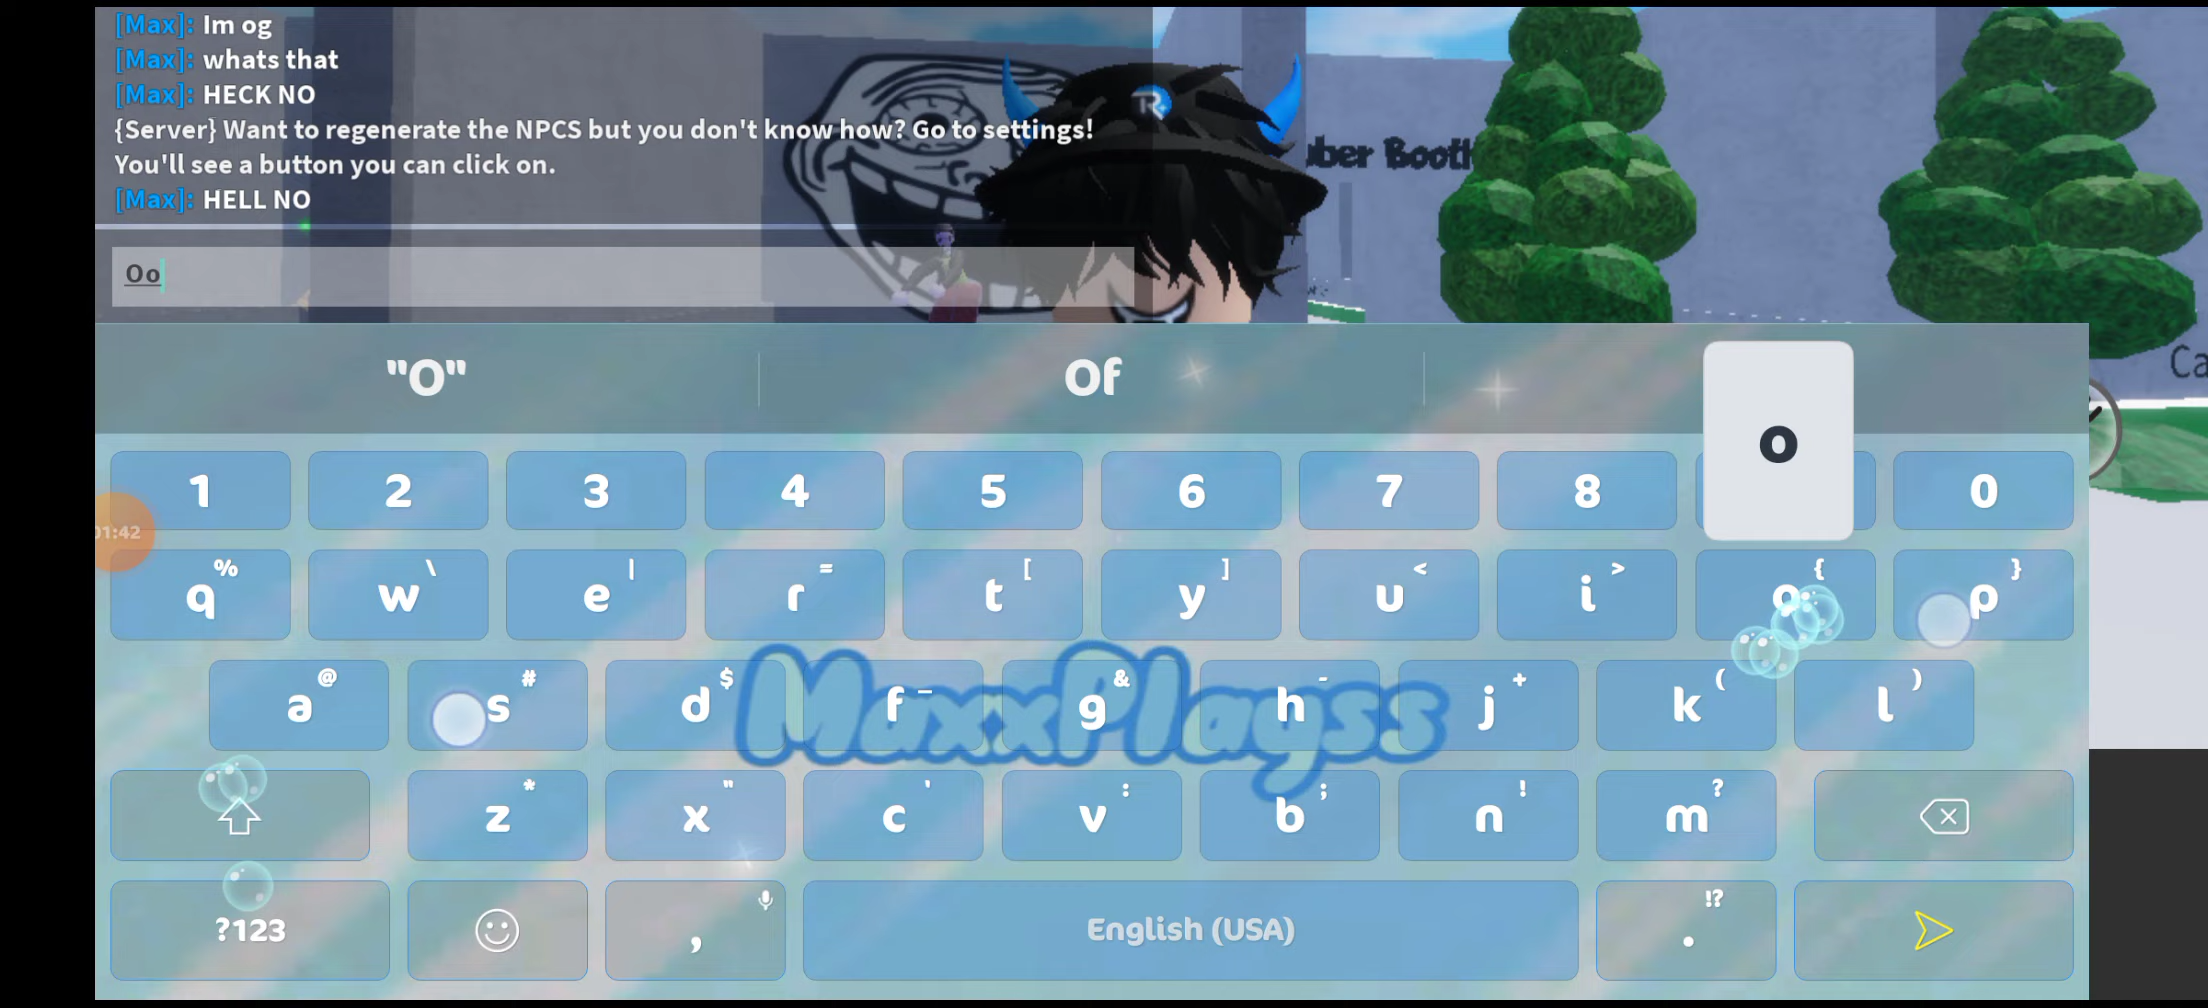 [Max]: Im og
[Max]: whats that
[Max]: HECK NO
{Server} Want to regenerate the NPCS but you don't know how? Go to settings!
You'll see a button you can click on.
[Max]: HELL NO
Booth
Oo
Ca
"O" Of
o
1 2 3 4 5 6 7 8 0
01:42
% \ | = [ ] < > { }
q w e r t y u i o p
@ # $ _ & - + ( )
a s d f g h j k l
MaxxPlayss
* " ' : ; ! ?
z x c v b n m
!?
?123 , English (USA) .